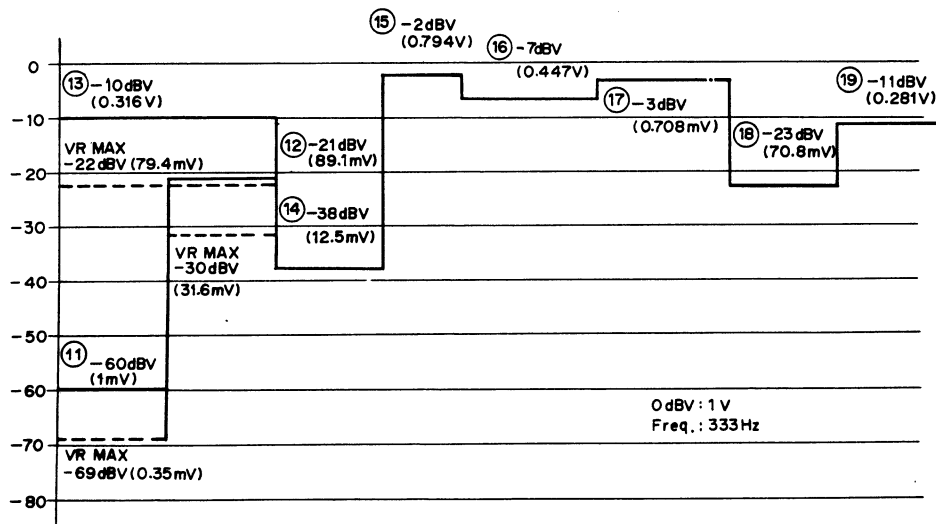 ⑮ -2dBV
(0.794V)
⑯ -7dBV
(0.447V)
0
⑬ -10dBV
(0.316V)
⑰ -3dBV
(0.708mV)
⑲ -11dBV
(0.281V)
-10
VR MAX
-22dBV (79.4mV)
⑫ -21dBV
(89.1mV)
⑱ -23dBV
(70.8mV)
-20
⑭ -38dBV
(12.5mV)
-30
VR MAX
-30dBV
(31.6mV)
-40
-50
⑪ -60dBV
(1mV)
-60
0dBV : 1V
Freq. : 333Hz
-70
VR MAX
-69dBV (0.35mV)
-80